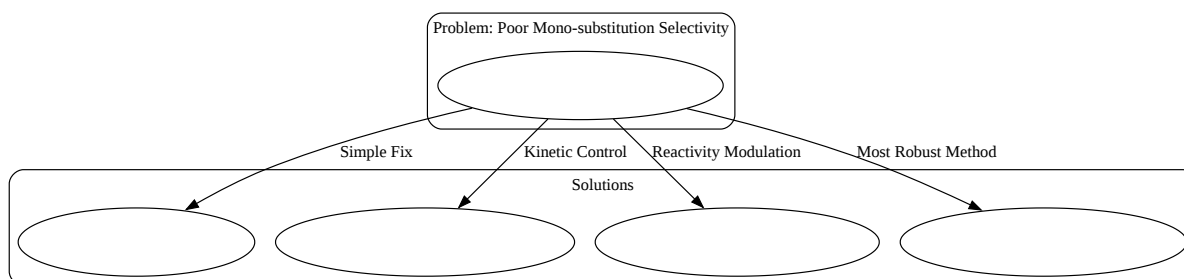 Problem: Poor Mono-substitution Selectivity
Simple Fix
Kinetic Control
Reactivity Modulation
Most Robust Method
Solutions